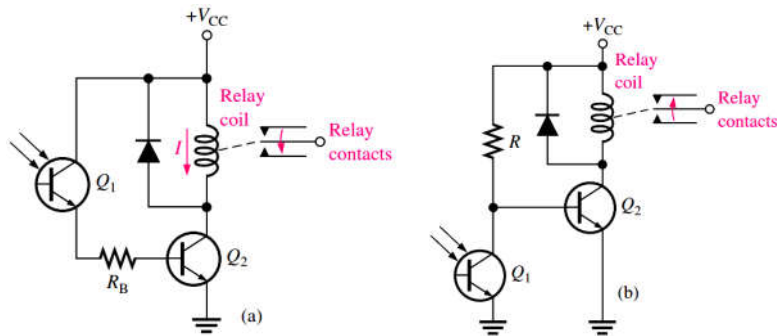 +VCC
Relay
coil
I
Relay
contacts
Q1
RB
Q2
(a)
+VCC
Relay
coil
Relay
contacts
R
Q2
Q1
(b)